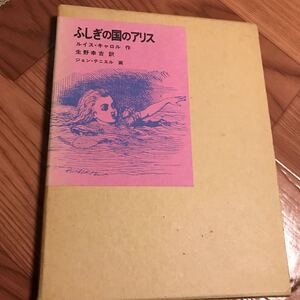 ふしぎの国のアリス
ルイス・キャロル 作
生野幸吉 訳
ジョン・テニエル 画